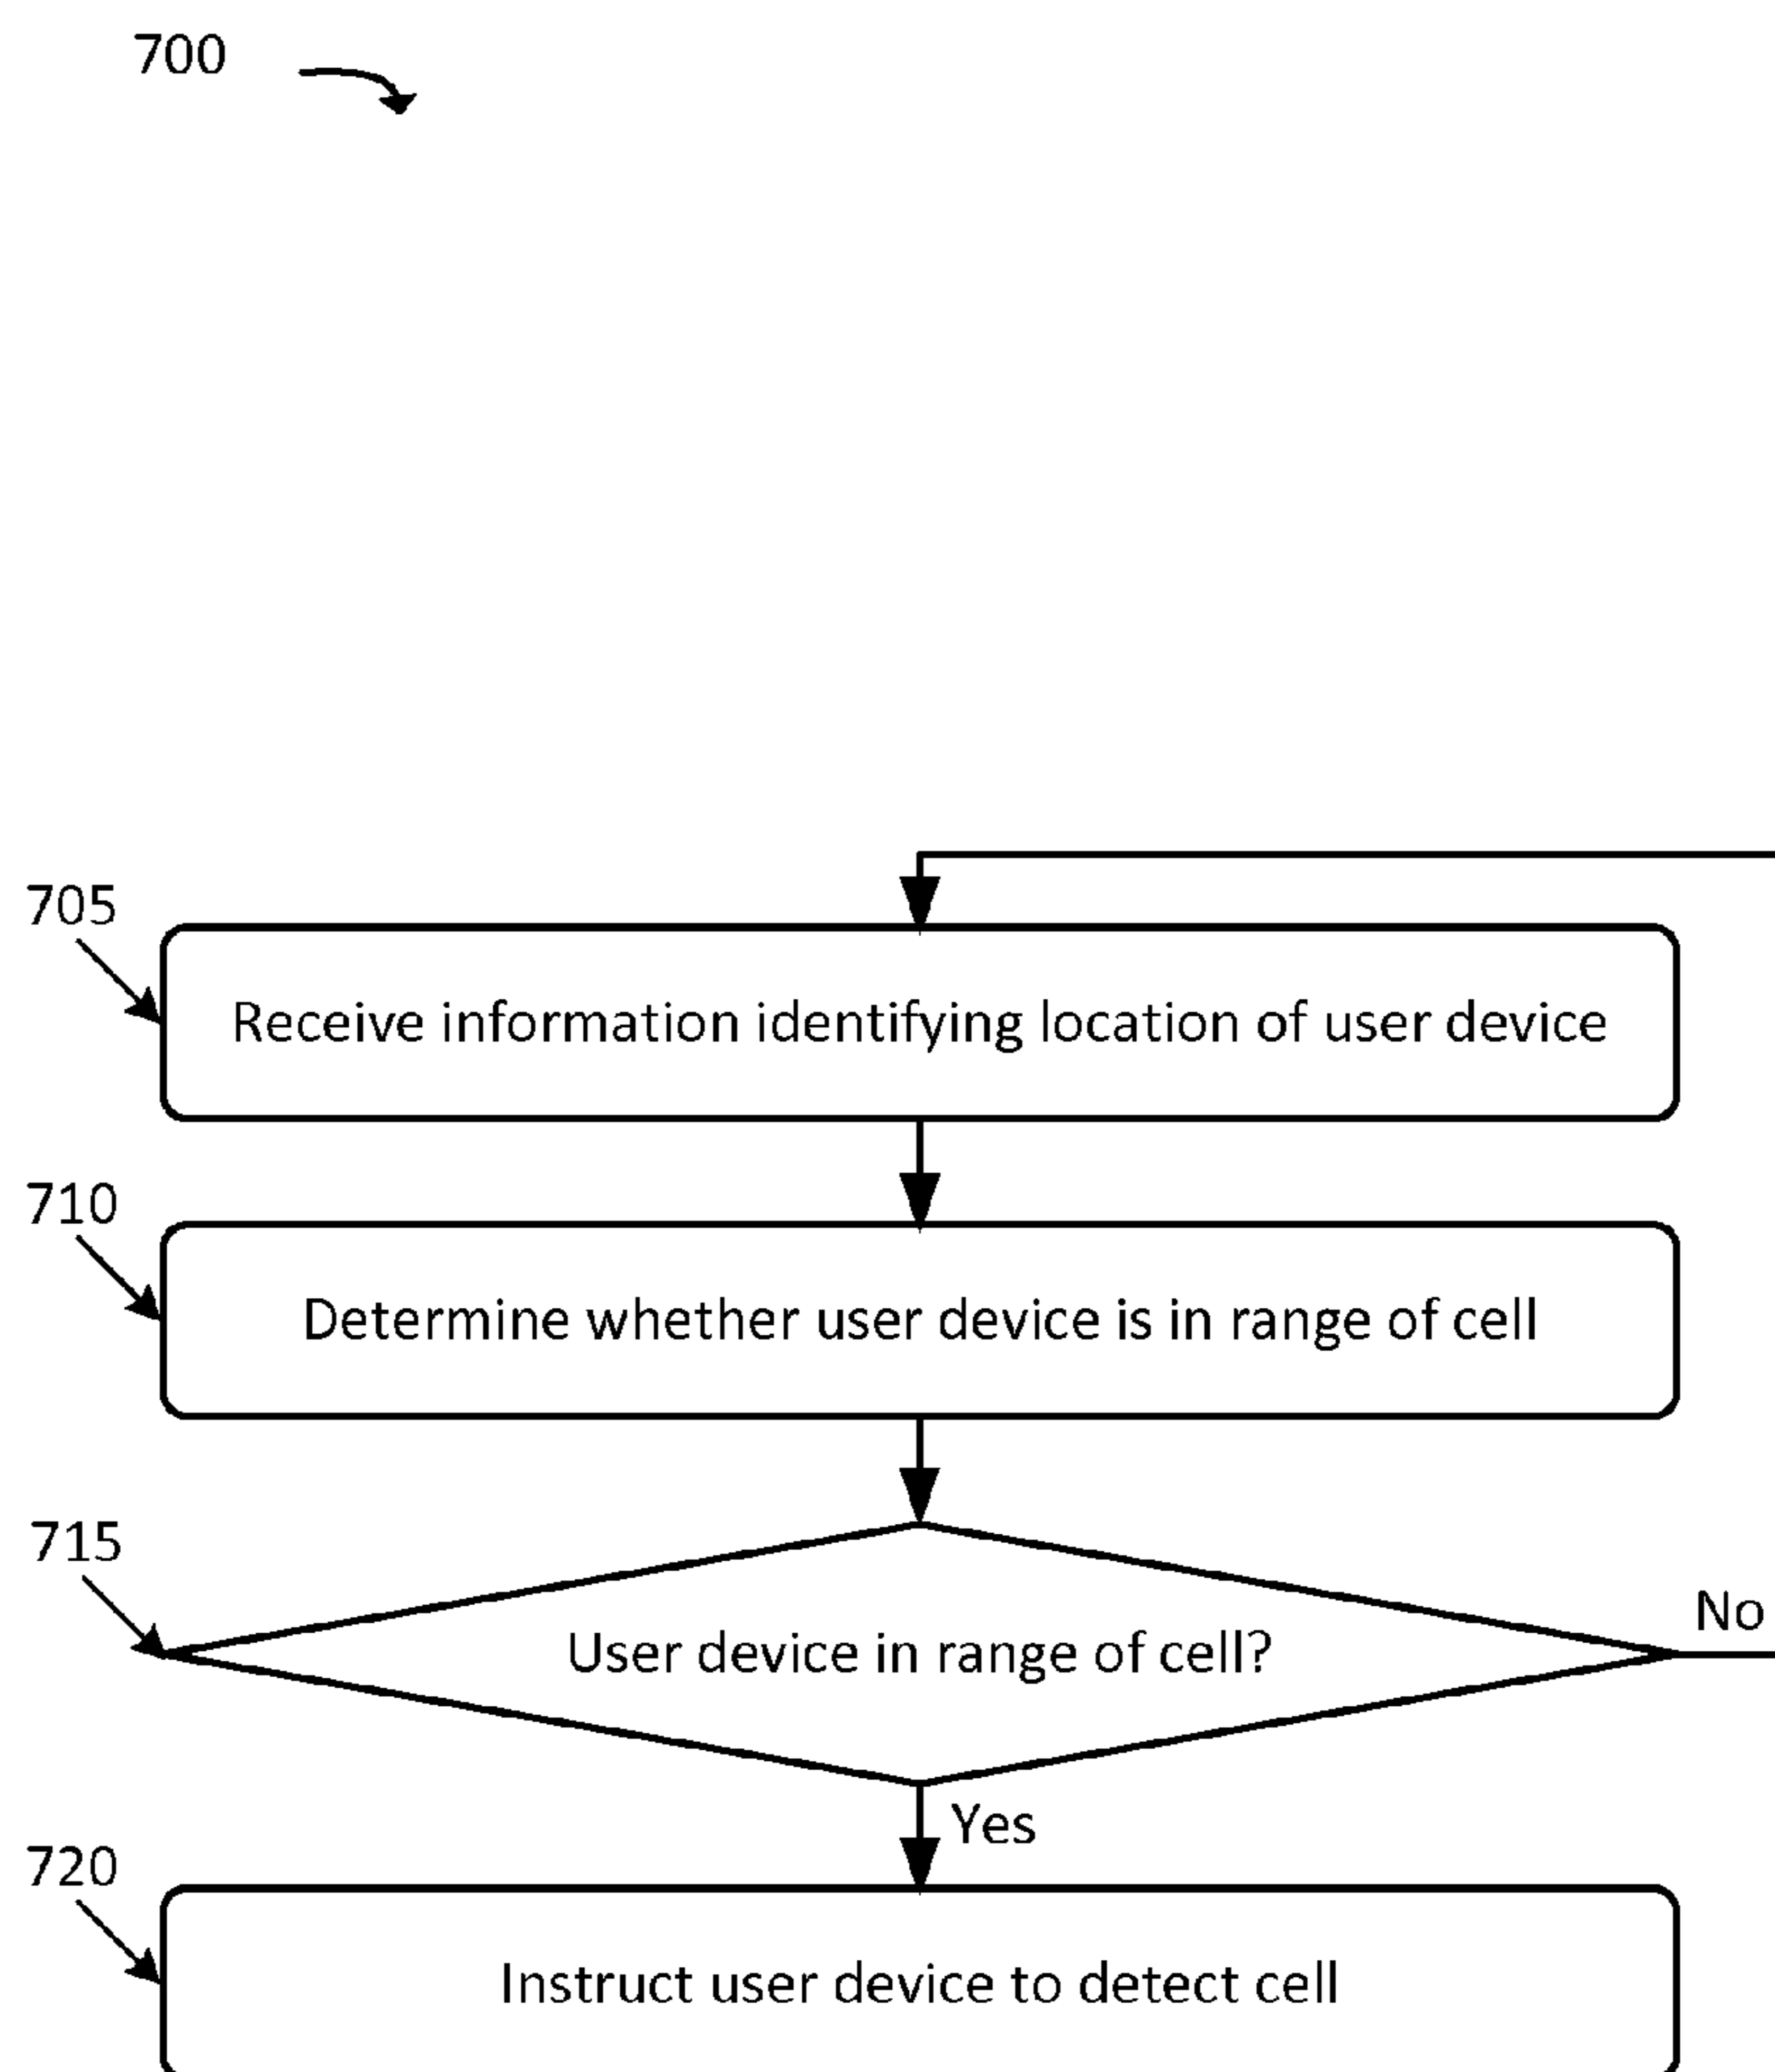 700
705
Receive information identifying location of user device
710
Determine whether user device is in range of cell
715
User device in range of cell?
No
Yes
720
Instruct user device to detect cell